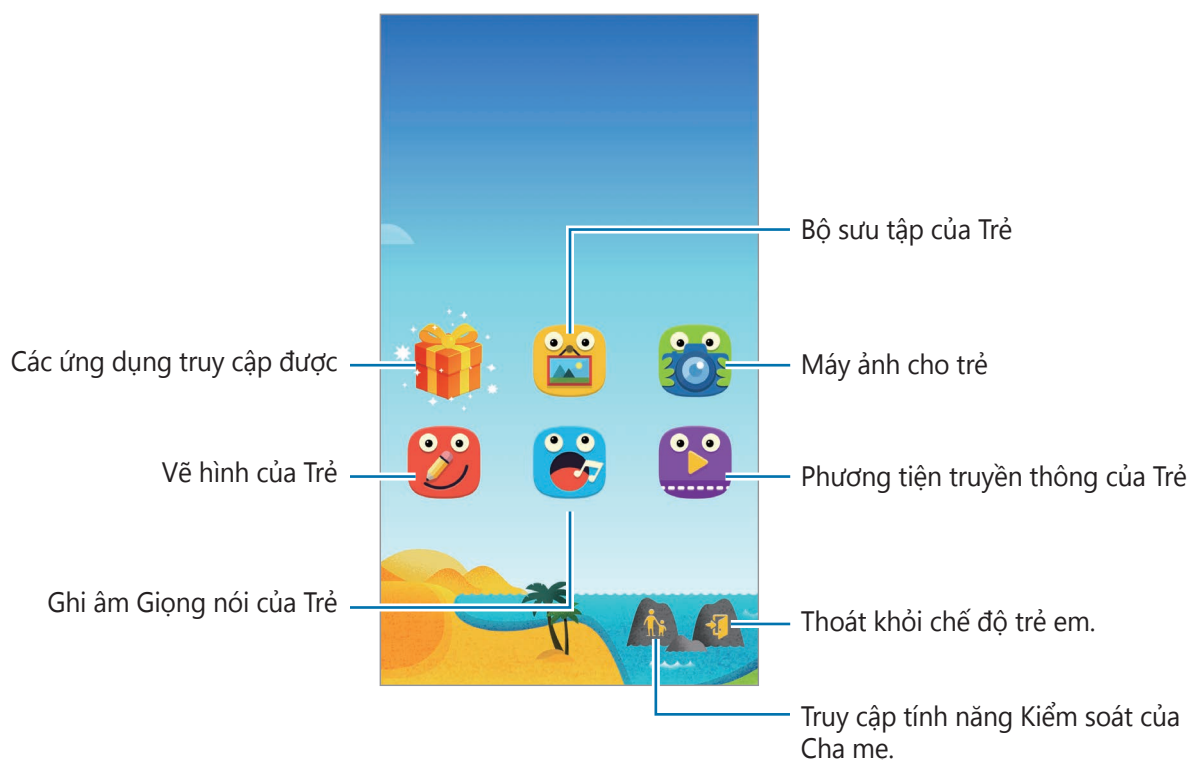 Bộ sưu tập của Trẻ
Các ứng dụng truy cập được
Máy ảnh cho trẻ
Vẽ hình của Trẻ
Phương tiện truyền thông của Trẻ
Ghi âm Giọng nói của Trẻ
Thoát khỏi chế độ trẻ em.
Truy cập tính năng Kiểm soát của
Cha me.